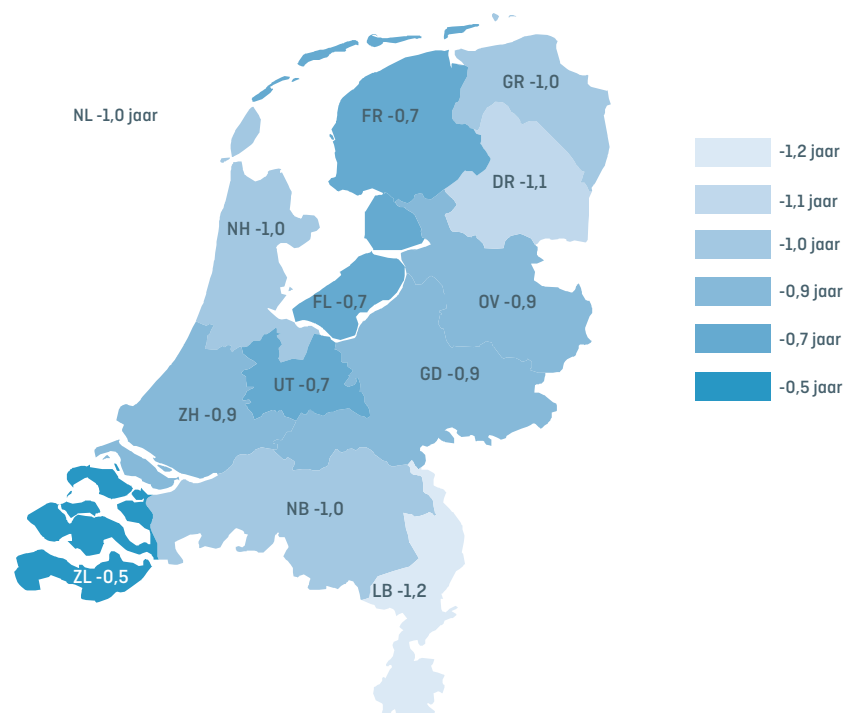 GR -1,0
FR -0,7
NL -1,0 jaar
DR -1,1
NH -1,0
FL -0,7
OV -0,9
GD -0,9
UT -0,7
ZH -0,9
NB -1,0
ZL -0,5
LB -1,2
-1,2 jaar
-1,1 jaar
-1,0 jaar
-0,9 jaar
-0,7 jaar
-0,5 jaar